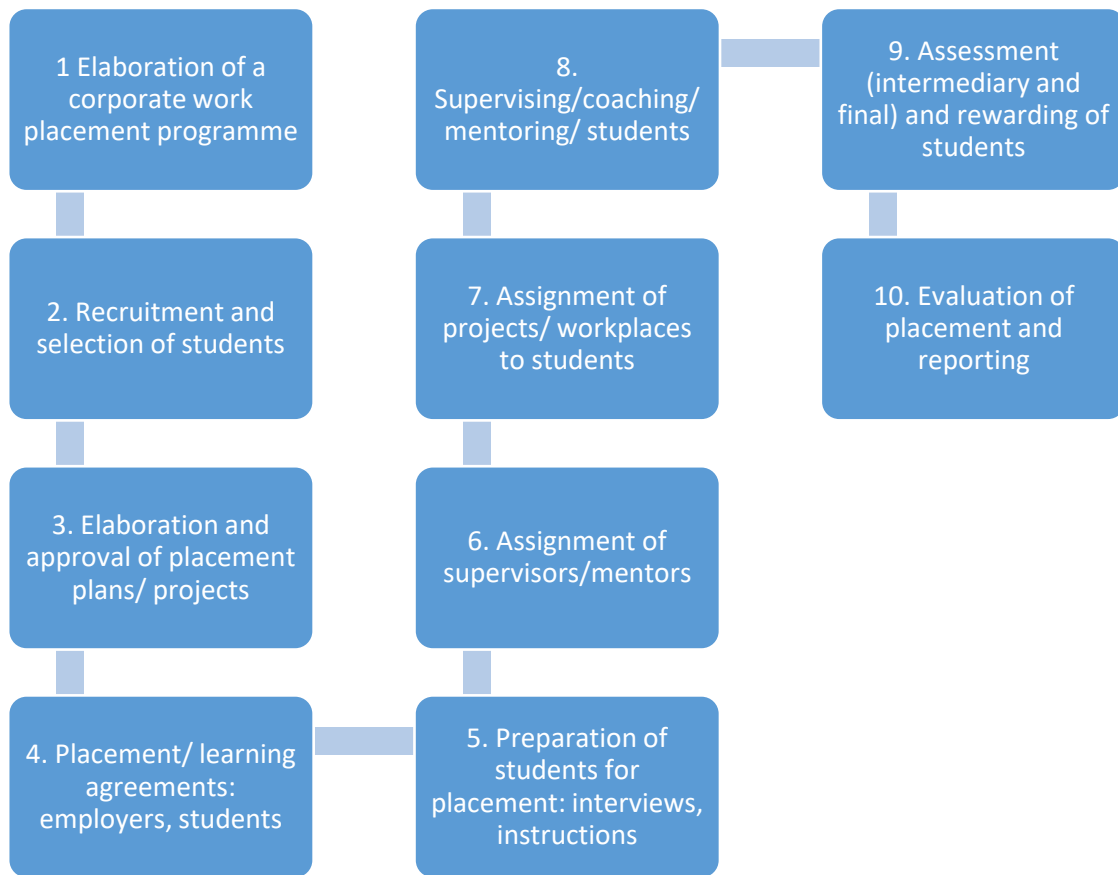 1 Elaboration of a
corporate work
placement programme
2. Recruitment and
selection of students
3. Elaboration and
approval of placement
plans/ projects
4. Placement/ learning
agreements:
employers, students
5. Preparation of
students for
placement: interviews,
instructions
6. Assignment of
supervisors/mentors
7. Assignment of
projects/ workplaces
to students
8.
Supervising/coaching/
mentoring/ students
9. Assessment
(intermediary and
final) and rewarding of
students
10. Evaluation of
placement and
reporting